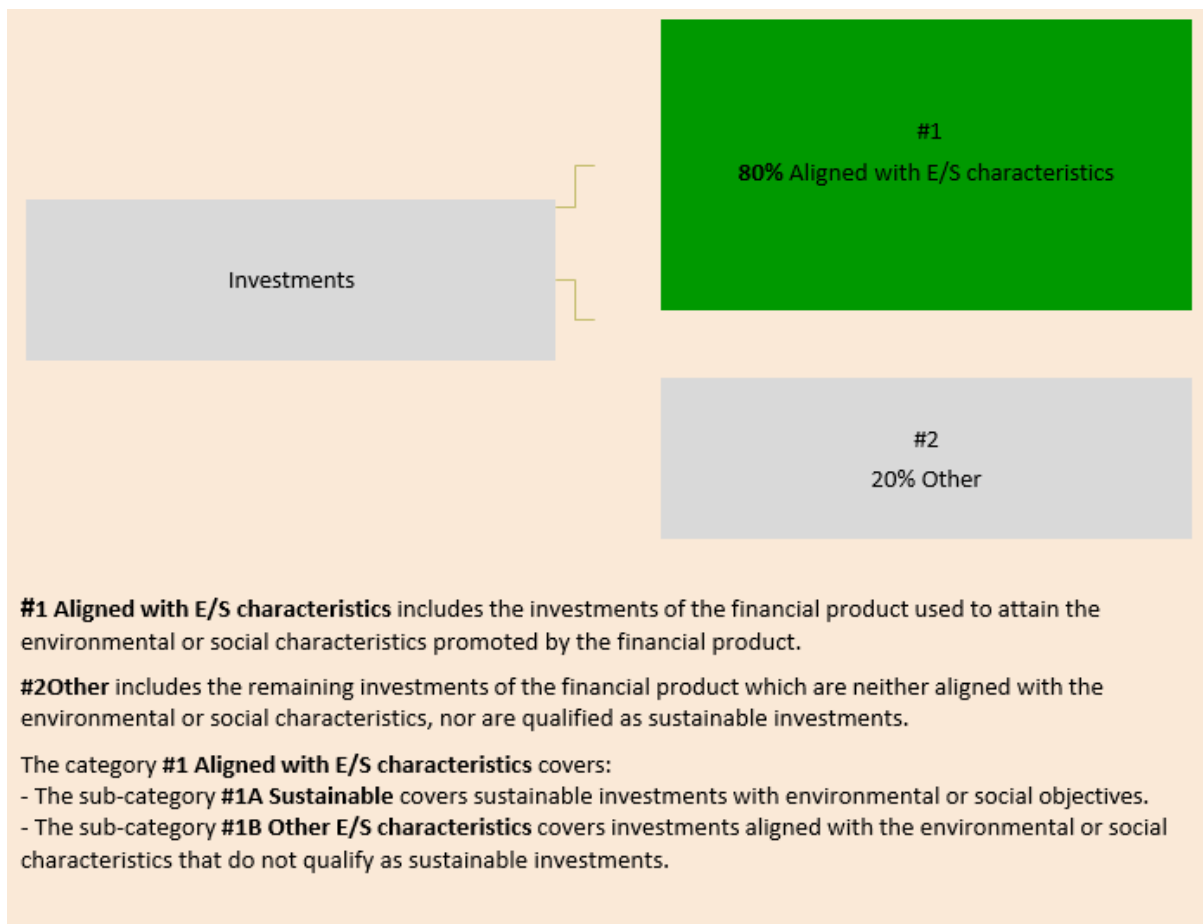 #1
80% Aligned with E/S characteristics
Investments
#2
20% Other
#1 Aligned with E/S characteristics includes the investments of the financial product used to attain the
environmental or social characteristics promoted by the financial product.
#2Other includes the remaining investments of the financial product which are neither aligned with the
environmental or social characteristics, nor are qualified as sustainable investments.
The category #1 Aligned with E/S characteristics covers:
- The sub-category #1A Sustainable covers sustainable investments with environmental or social objectives.
- The sub-category #1B Other E/S characteristics covers investments aligned with the environmental or social
characteristics that do not qualify as sustainable investments.